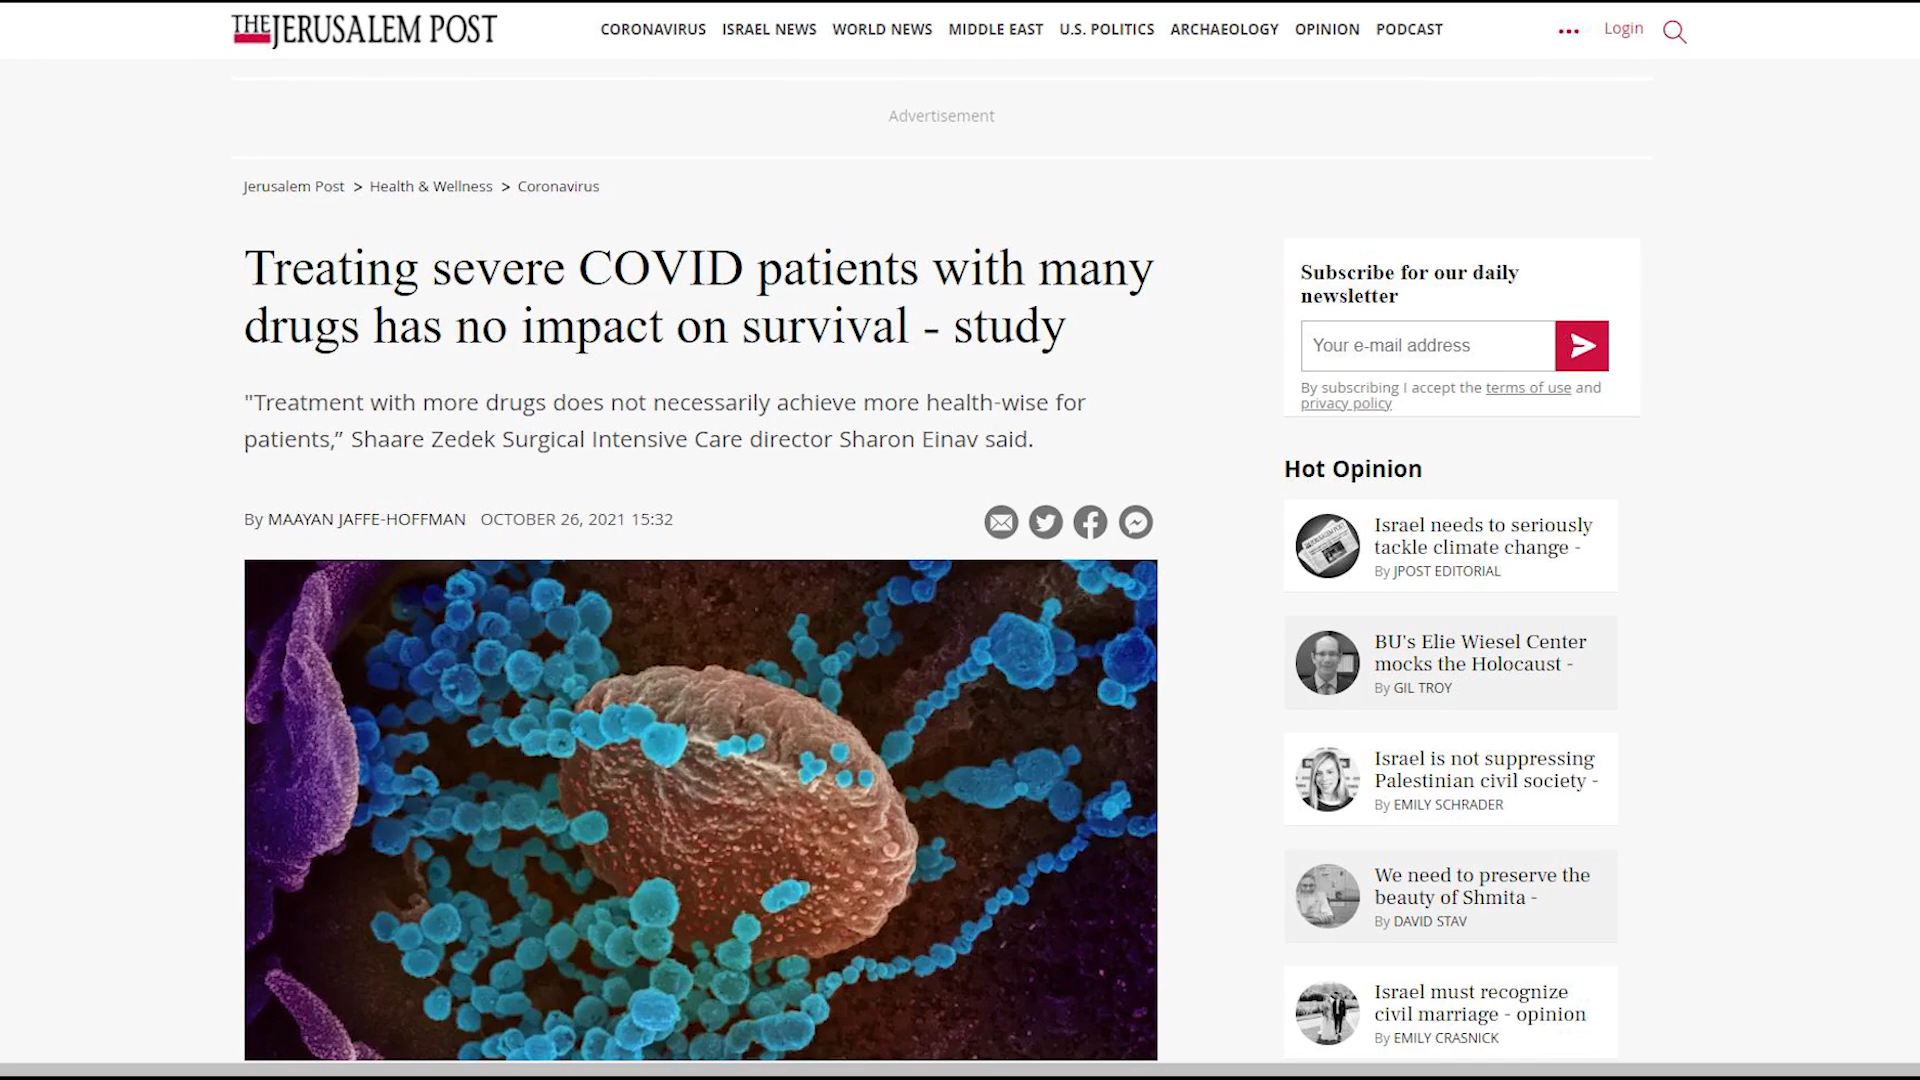 THE JERUSALEM POST
CORONAVIRUS ISRAEL NEWS WORLD NEWS MIDDLE EAST U.S. POLITICS ARCHAEOLOGY OPINION PODCAST
Login
Advertisement
Jerusalem Post > Health & Wellness > Coronavirus
Treating severe COVID patients with many
drugs has no impact on survival - study
"Treatment with more drugs does not necessarily achieve more health-wise for
patients,” Shaare Zedek Surgical Intensive Care director Sharon Einav said.
By MAAYAN JAFFE-HOFFMAN OCTOBER 26, 2021 15:32
Subscribe for our daily
newsletter
Your e-mail address
By subscribing I accept the terms of use and
privacy policy
Hot Opinion
Israel needs to seriously
tackle climate change -
By JPOST EDITORIAL
BU's Elie Wiesel Center
mocks the Holocaust -
By GIL TROY
Israel is not suppressing
Palestinian civil society -
By EMILY SCHRADER
We need to preserve the
beauty of Shmita -
By DAVID STAV
Israel must recognize
civil marriage - opinion
By EMILY CRASNICK